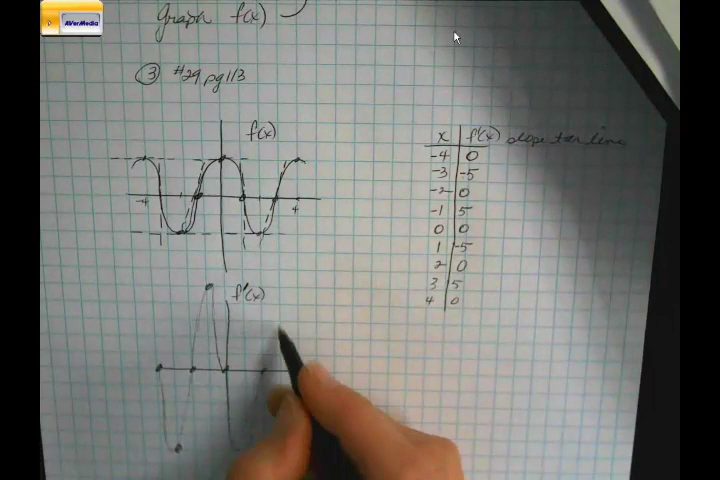 AVerMedia
Graph f(x)
③ #29 pg 113
f(x)
-4
4
x f'(x) slope tan line
-4 0
-3 -5
-2 0
-1 5
0 0
1 -5
2 0
3 5
4 0
f'(x)